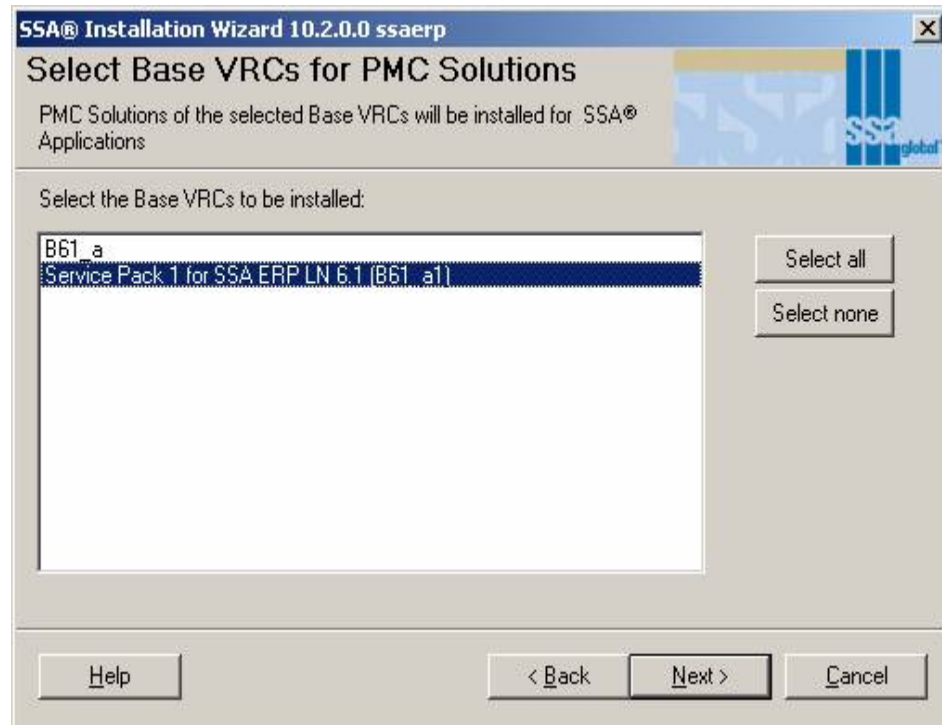 SSA® Installation Wizard 10.2.0.0 ssaerp
Select Base VRCs for PMC Solutions
PMC Solutions of the selected Base VRCs will be installed for SSA®
Applications
ssa
global
Select the Base VRCs to be installed:
B61_a
Service Pack 1 for SSA ERP LN 6.1 (B61_a1)
Select all
Select none
Help
< Back
Next >
Cancel